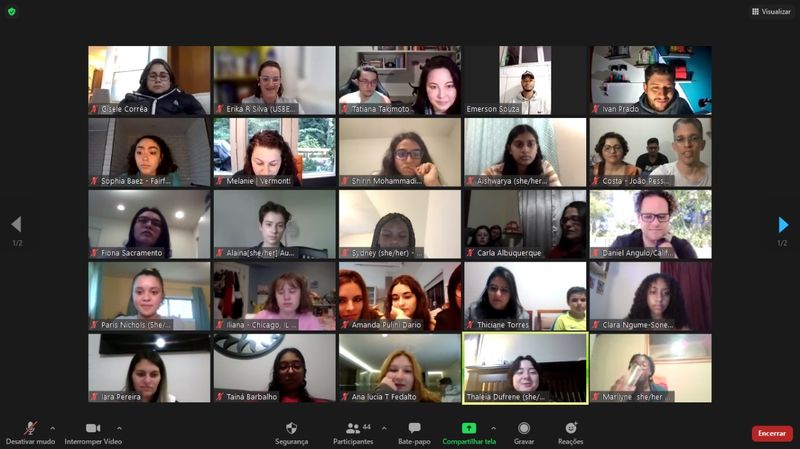 Visualizar
Gisele Corrêa
Erika R Silva (USBE...
Tatiana Takimoto
Emerson Souza
Ivan Prado
Sophia Baez - Fairf...
Melanie | Vermont!
Shirin Mohammadi...
Aishwarya (she/her...
Costa - João Pess...
1/2
1/2
Fiona Sacramento
Alaina[she/her] Au...
Sydney (she/her) - ...
Carla Albuquerque
Daniel Angulo/Calif...
Paris Nichols (She/...
Iliana - Chicago, IL ...
Amanda Pulini Dario
Thiciane Torres
Clara Ngume-Sone...
Iara Pereira
Tainá Barbalho
Ana lucia T Fedalto
Thaleia Dufrene (she/...
Marilyne she/her ...
44
Desativar mudo
Interromper Vídeo
Segurança
Participantes
Bate-papo
Compartilhar tela
Gravar
Reações
Encerrar